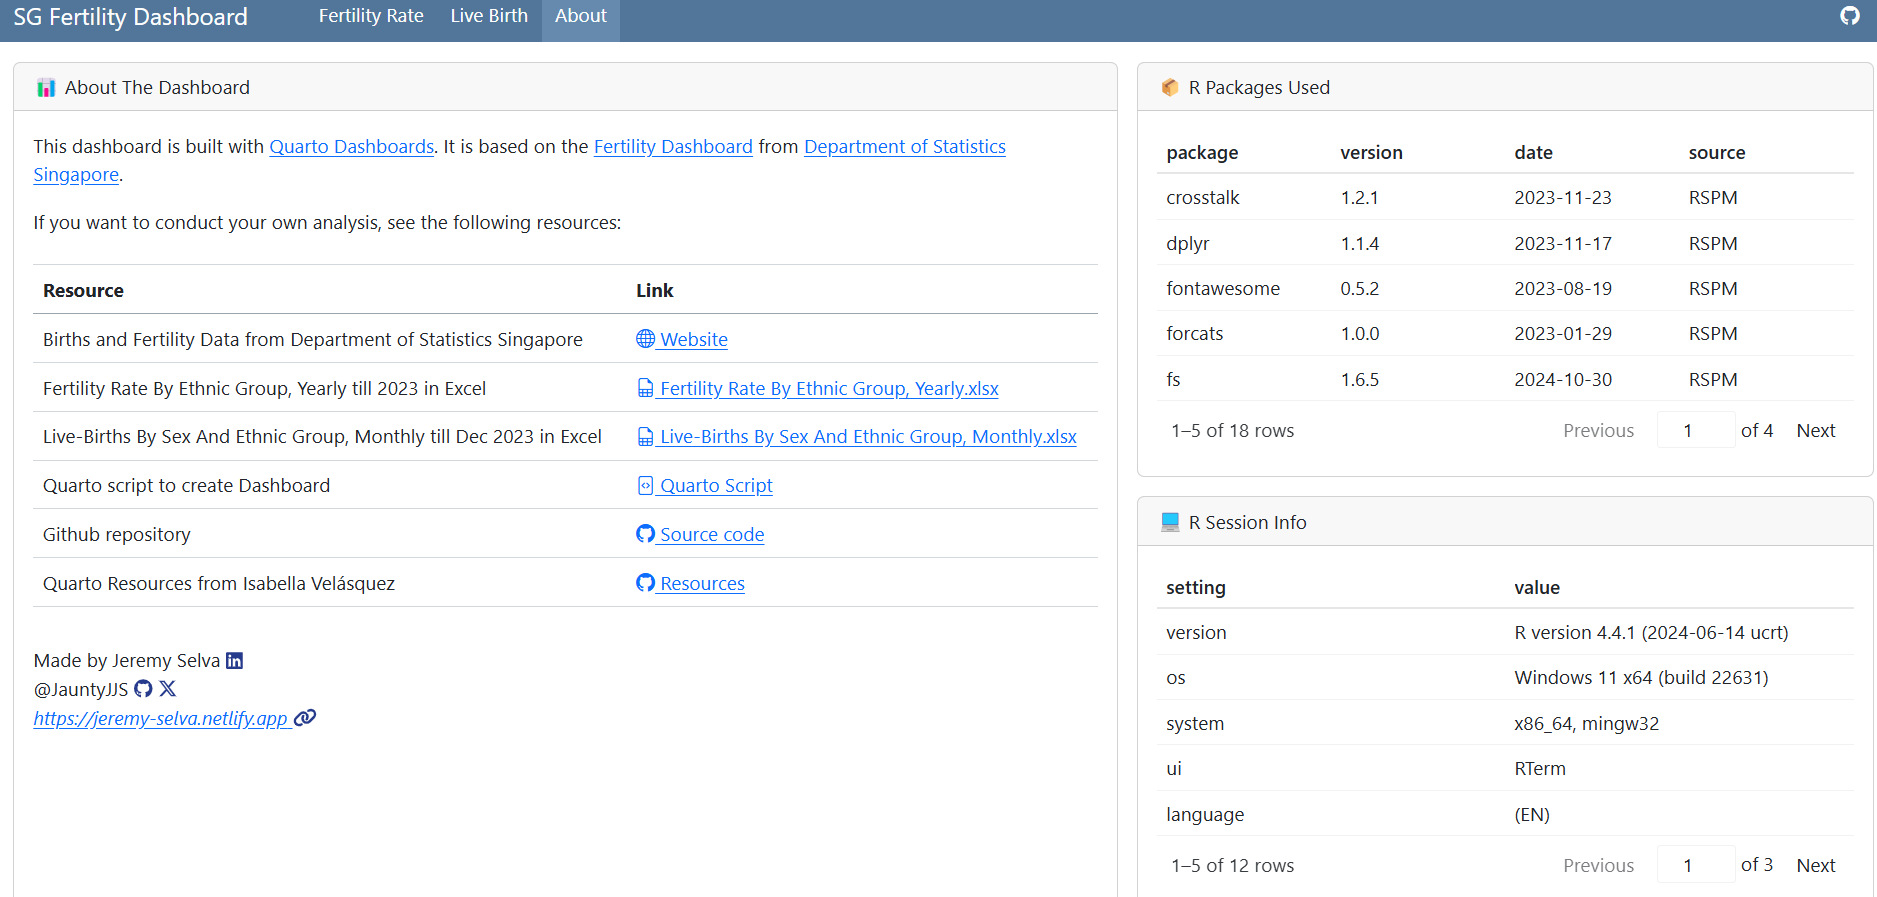 SG Fertility Dashboard Fertility Rate Live Birth About
About The Dashboard
This dashboard is built with Quarto Dashboards. It is based on the Fertility Dashboard from Department of Statistics
Singapore.
If you want to conduct your own analysis, see the following resources:
Resource Link
Births and Fertility Data from Department of Statistics Singapore Website
Fertility Rate By Ethnic Group, Yearly till 2023 in Excel Fertility Rate By Ethnic Group, Yearly.xlsx
Live-Births By Sex And Ethnic Group, Monthly till Dec 2023 in Excel Live-Births By Sex And Ethnic Group, Monthly.xlsx
Quarto script to create Dashboard Quarto Script
Github repository Source code
Quarto Resources from Isabella Velásquez Resources
Made by Jeremy Selva
@JauntyJJS
https://jeremy-selva.netlify.app
R Packages Used
package version date source
crosstalk 1.2.1 2023-11-23 RSPM
dplyr 1.1.4 2023-11-17 RSPM
fontawesome 0.5.2 2023-08-19 RSPM
forcats 1.0.0 2023-01-29 RSPM
fs 1.6.5 2024-10-30 RSPM
1–5 of 18 rows Previous 1 of 4 Next
R Session Info
setting value
version R version 4.4.1 (2024-06-14 ucrt)
os Windows 11 x64 (build 22631)
system x86_64, mingw32
ui RTerm
language (EN)
1–5 of 12 rows Previous 1 of 3 Next